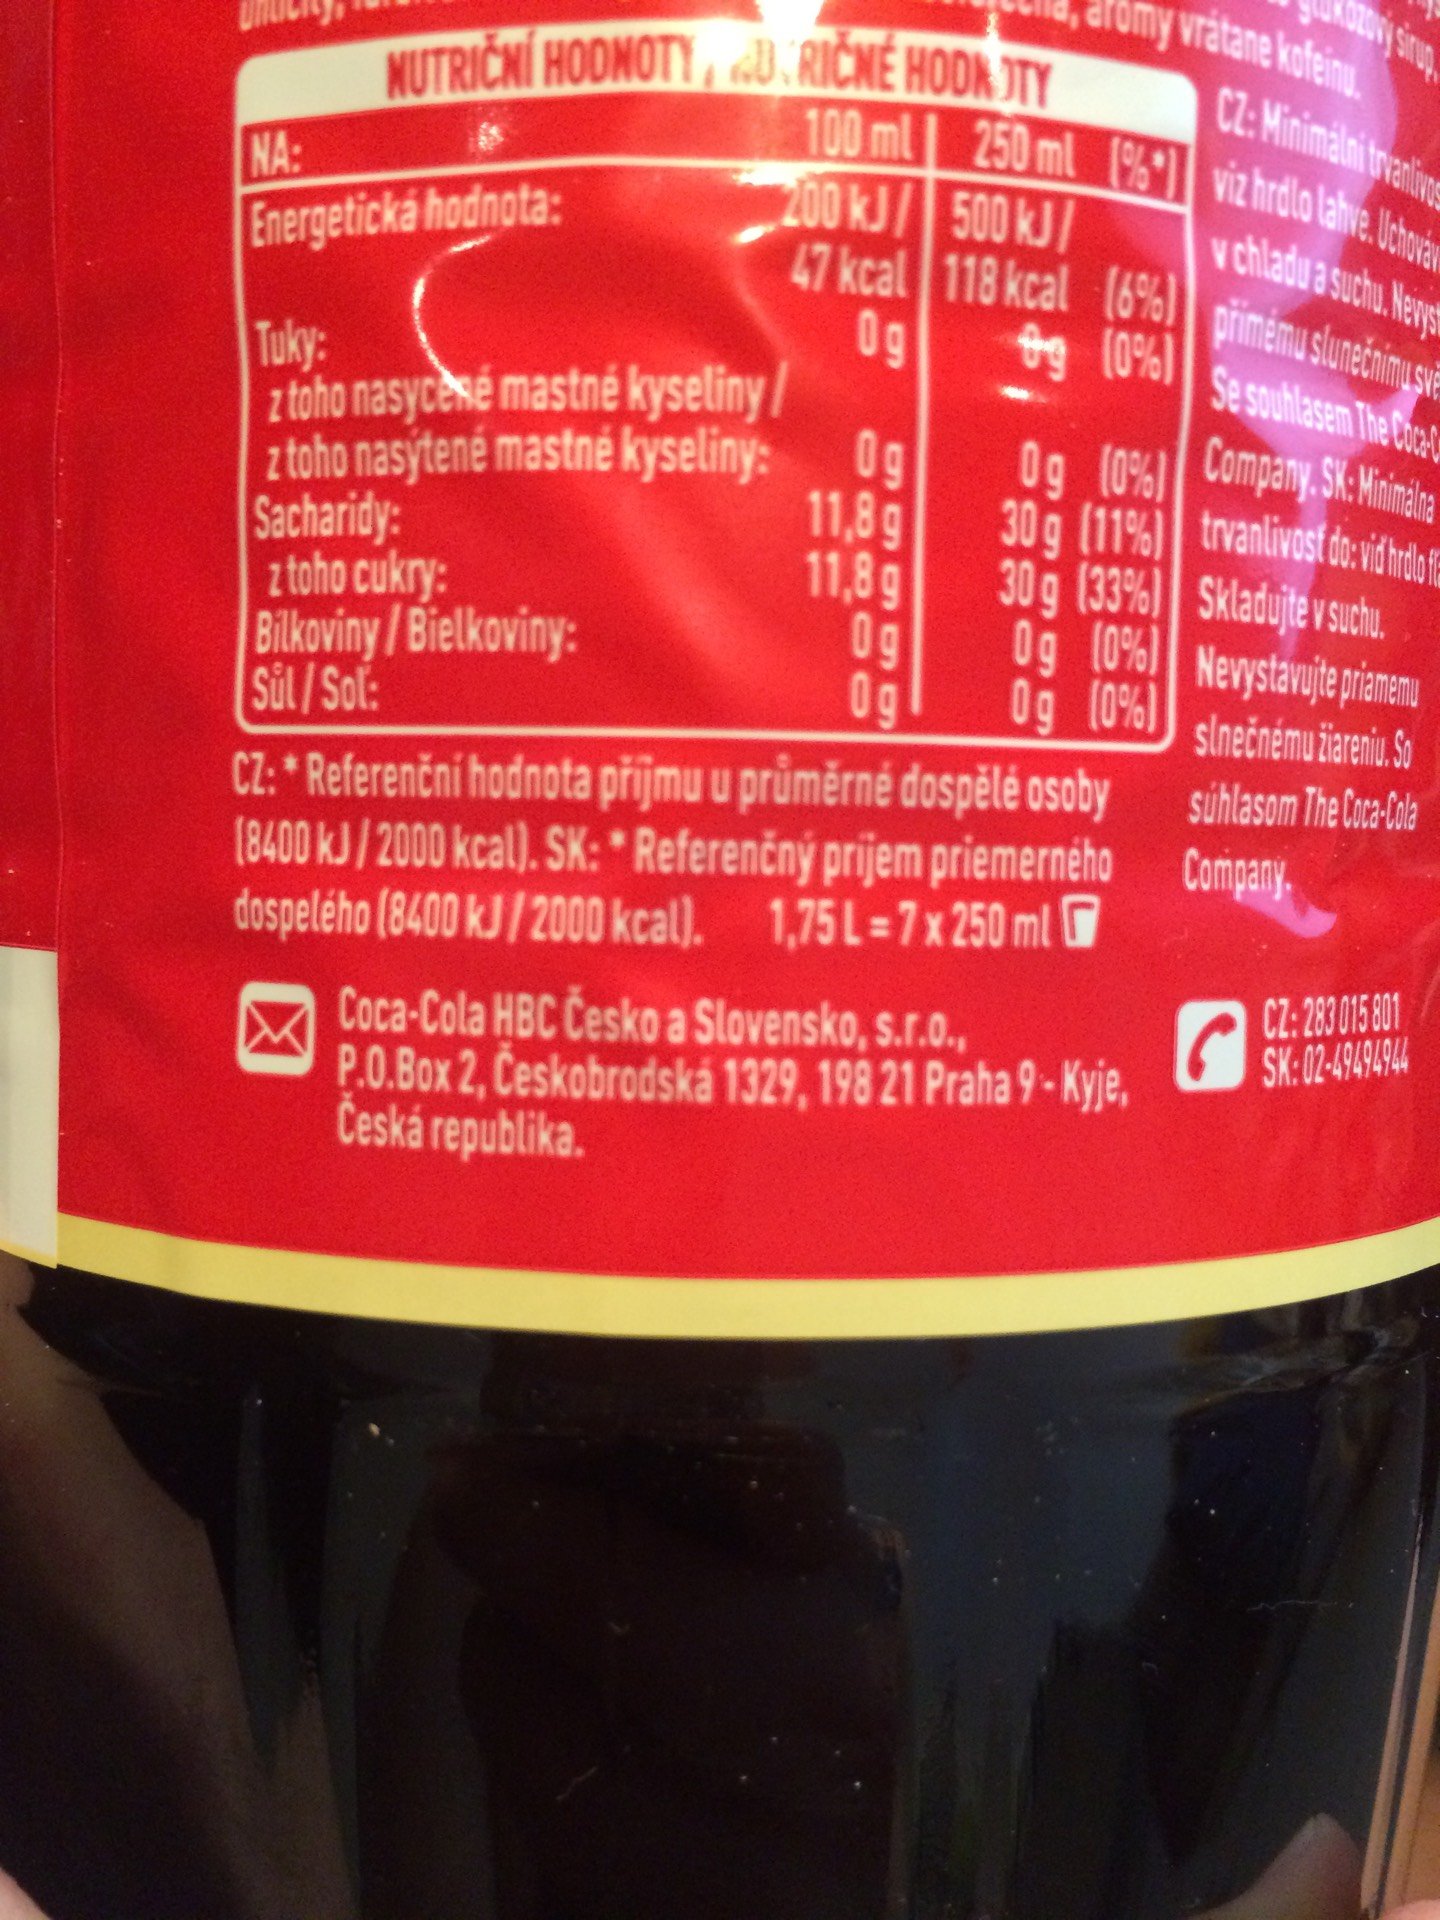 aromy vrátane kofeinu.
glukózový sirup,
NUTRIČNÍ HODNOTY / NUTRIČNÉ HODNOTY
NA: 100 ml 250 ml (%*)
Energetická hodnota: 200 kJ/ 500 kJ/
47 kcal 118 kcal (6%)
Tuky: 0 g 0 g (0%)
z toho nasycené mastné kyseliny /
z toho nasýtené mastné kyseliny: 0 g 0 g (0%)
Sacharidy: 11,8 g 30 g (11%)
z toho cukry: 11,8 g 30 g (33%)
Bílkoviny / Bielkoviny: 0 g 0 g (0%)
Sůl / Soľ: 0 g 0 g (0%)
CZ: * Referenční hodnota příjmu u průměrné dospělé osoby
(8400 kJ / 2000 kcal). SK: * Referenčný príjem priemerného
dospelého (8400 kJ / 2000 kcal). 1,75 L = 7 x 250 ml
CZ: Minimální
viz hrdlo lahve.
v chladu a suchu.
přímému slunečnímu
Se souhlasem The Coca-
Company. SK: Minimálna
trvanlivosť do: viď hrdlo
Skladujte v suchu.
Nevystavujte priamemu
slnečnému žiareniu. So
súhlasom The Coca-Cola
Company.
Coca-Cola HBC Česko a Slovensko, s.r.o.,
P.O.Box 2, Českobrodská 1329, 198 21 Praha 9 - Kyje,
Česká republika.
CZ: 283 015 801
SK: 02-49494944